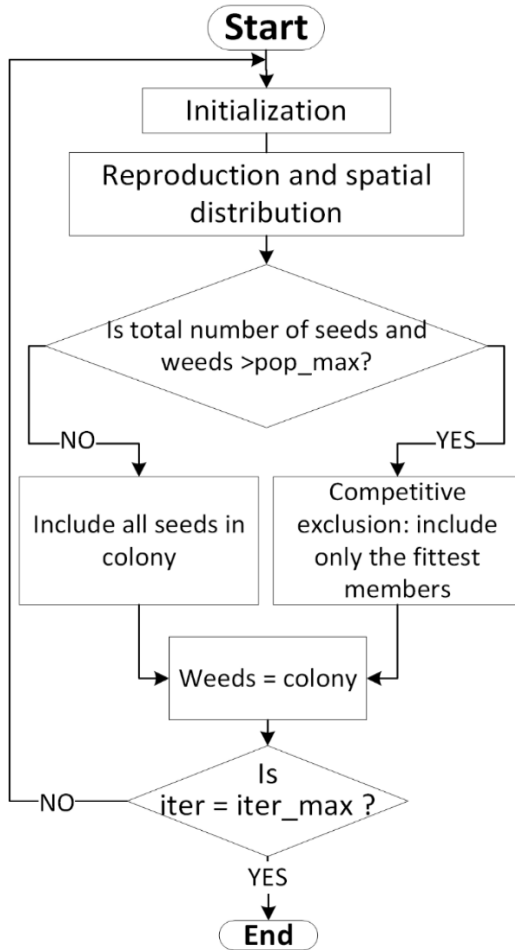 Start
Initialization
Reproduction and spatial
distribution
Is total number of seeds and
weeds >pop_max?
NO
YES
Include all seeds in
colony
Competitive
exclusion: include
only the fittest
members
Weeds = colony
Is
iter = iter_max ?
NO
YES
End